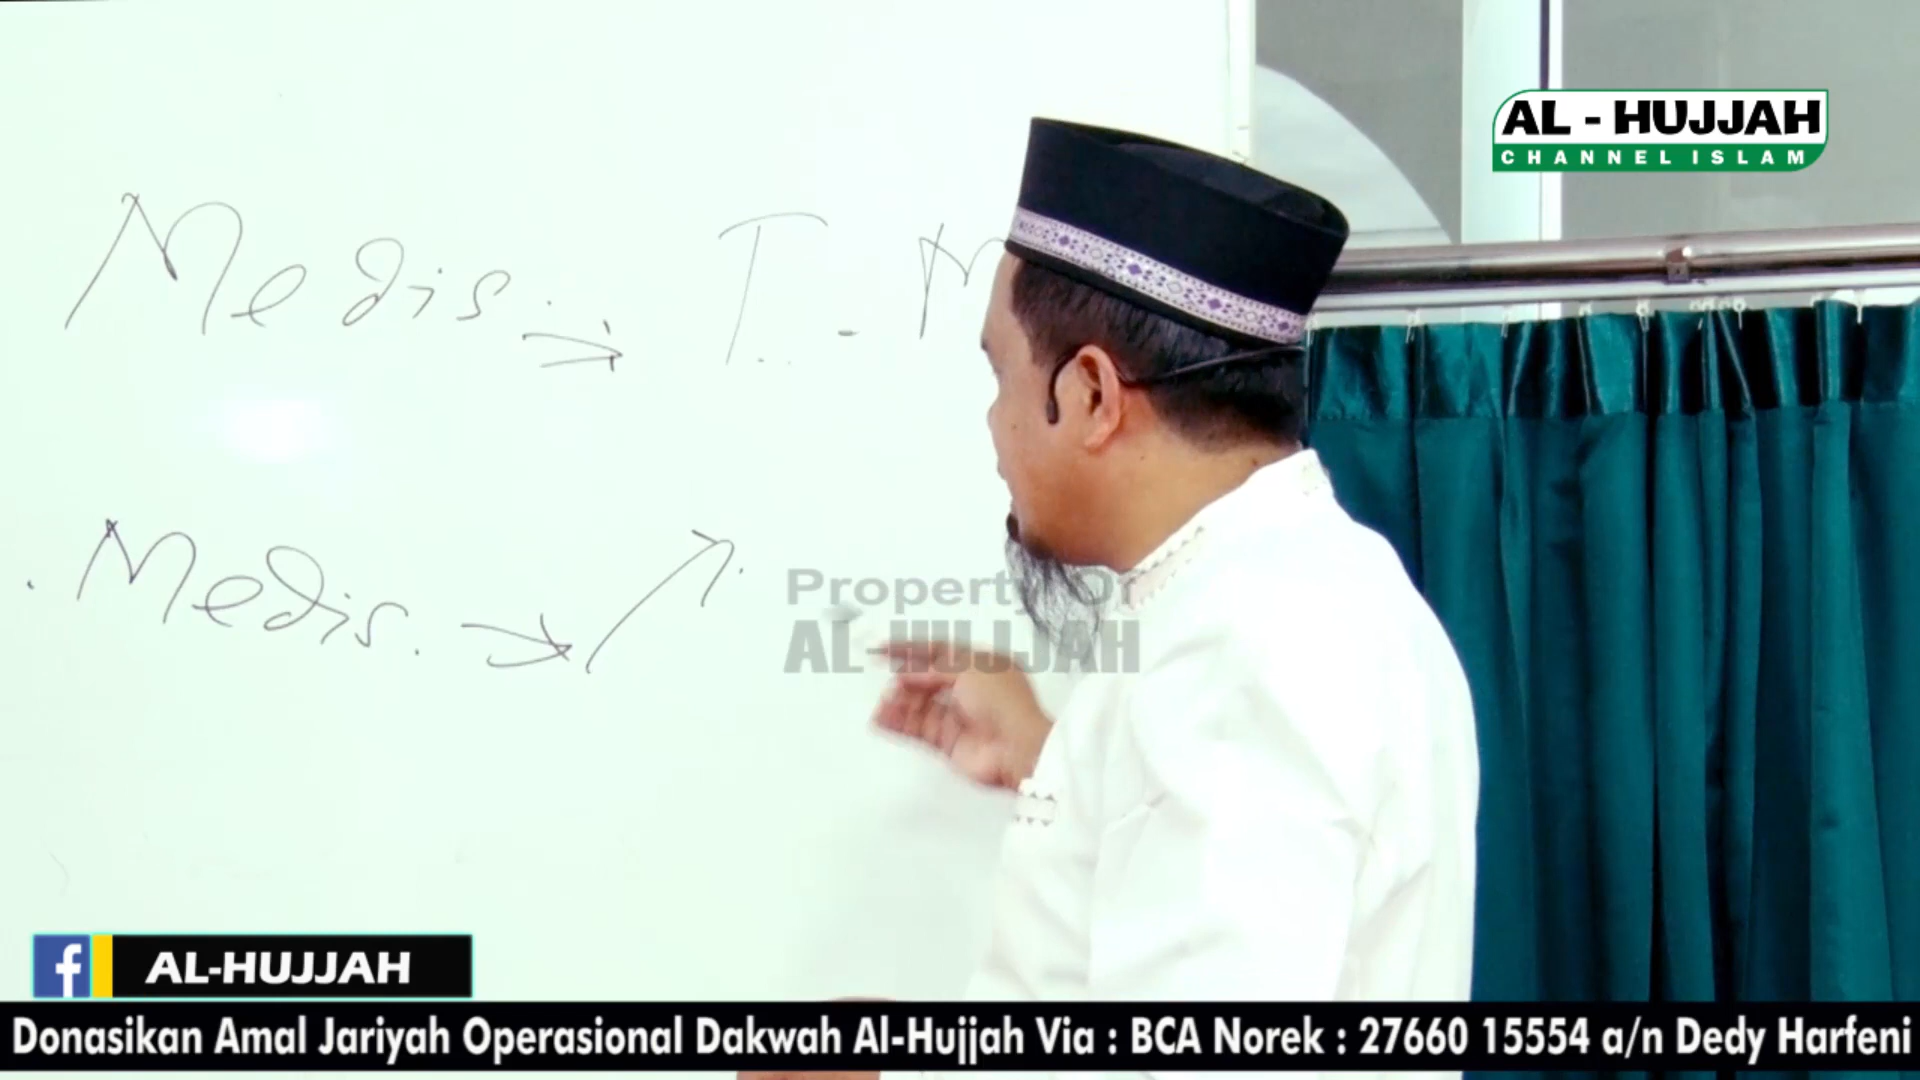 AL - HUJJAH
CHANNEL ISLAM
Medis. → T. - M
. Medis. →
Property Of
AL-HUJJAH
f AL-HUJJAH
Donasikan Amal Jariyah Operasional Dakwah Al-Hujjah Via : BCA Norek : 27660 15554 a/n Dedy Harfeni